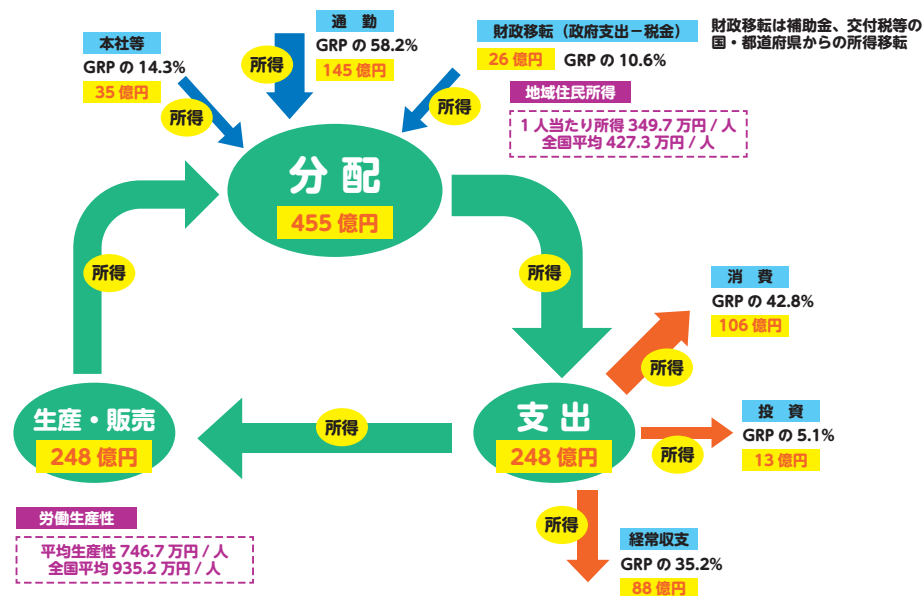 本社等
GRP の 14.3%
35 億円
所得
通　勤
GRP の 58.2%
145 億円
所得
財政移転（政府支出－税金）
26 億円　GRP の 10.6%
所得
財政移転は補助金、交付税等の
国・都道府県からの所得移転
地域住民所得
1 人当たり所得 349.7 万円 / 人
全国平均 427.3 万円 / 人
分 配
455 億円
所得
所得
消　費
GRP の 42.8%
106 億円
所得
生産・販売
248 億円
所得
支 出
248 億円
投　資
GRP の 5.1%
13 億円
所得
労働生産性
平均生産性 746.7 万円 / 人
全国平均 935.2 万円 / 人
所得
経常収支
GRP の 35.2%
88 億円